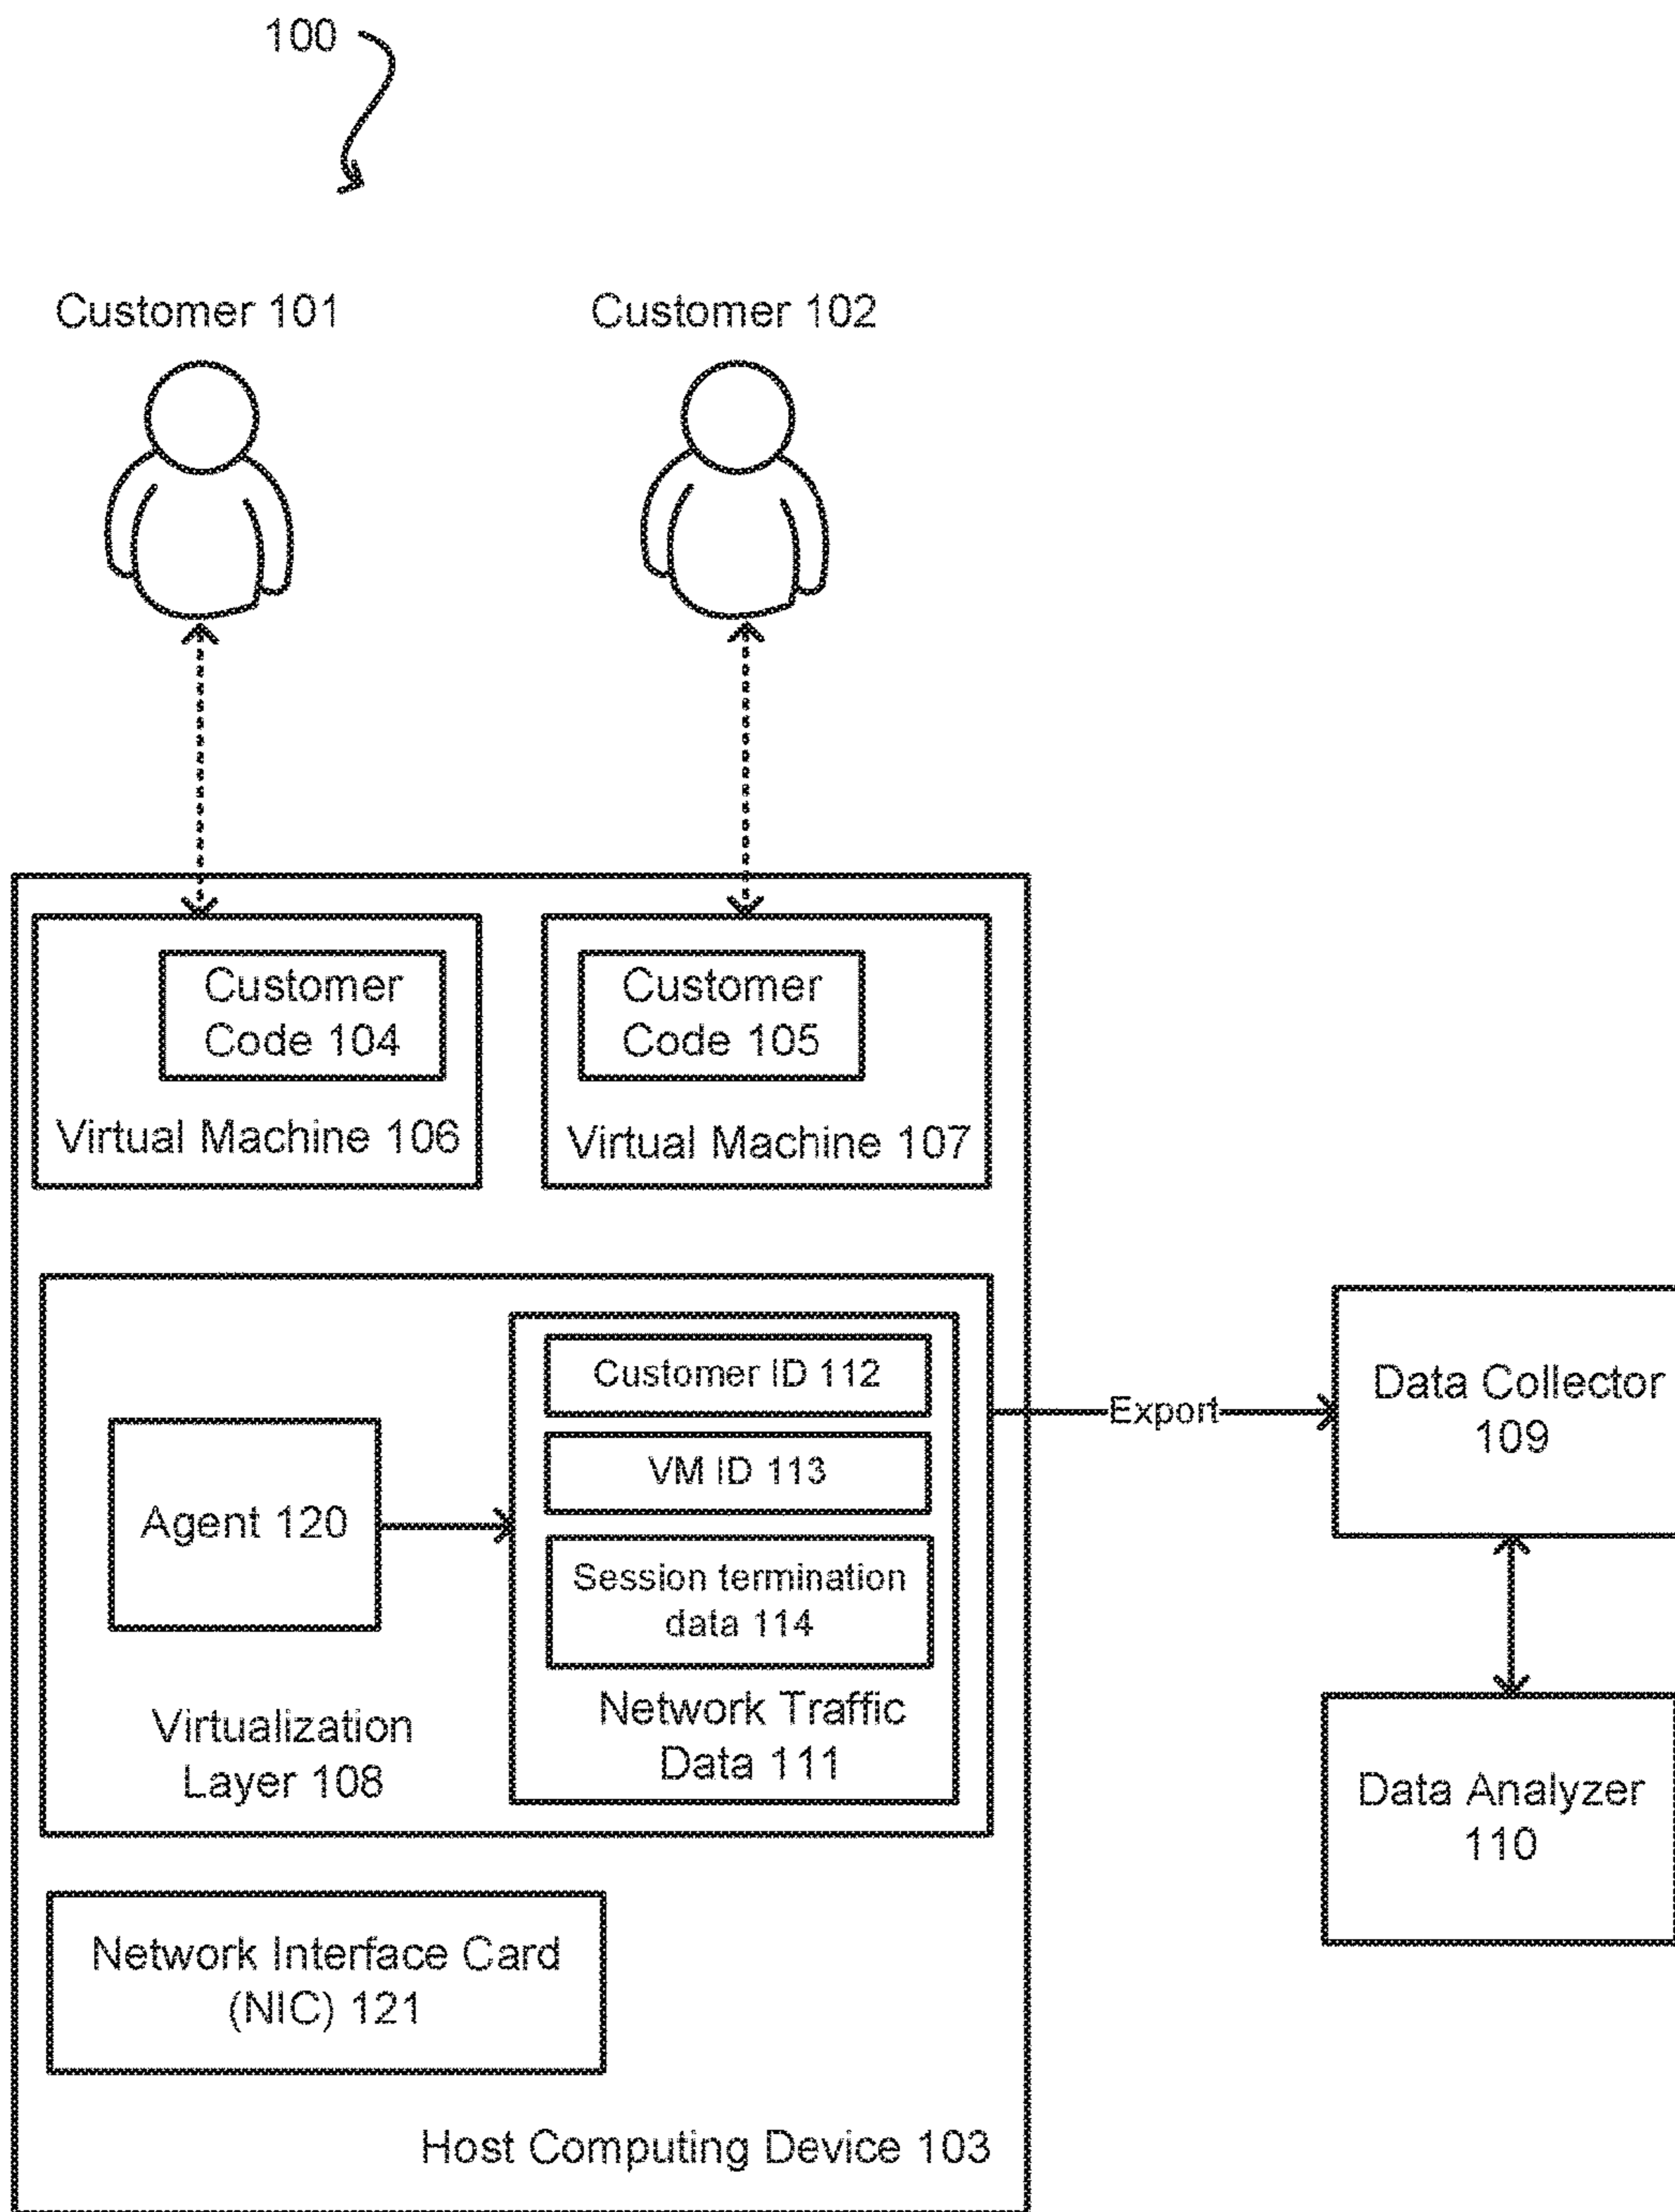 100
Customer 101
Customer 102
Customer
Code 104
Virtual Machine 106
Customer
Code 105
Virtual Machine 107
Customer ID 112
VM ID 113
Session termination
data 114
Network Traffic
Data 111
Agent 120
Virtualization
Layer 108
Export
Data Collector
109
Data Analyzer
110
Network Interface Card
(NIC) 121
Host Computing Device 103